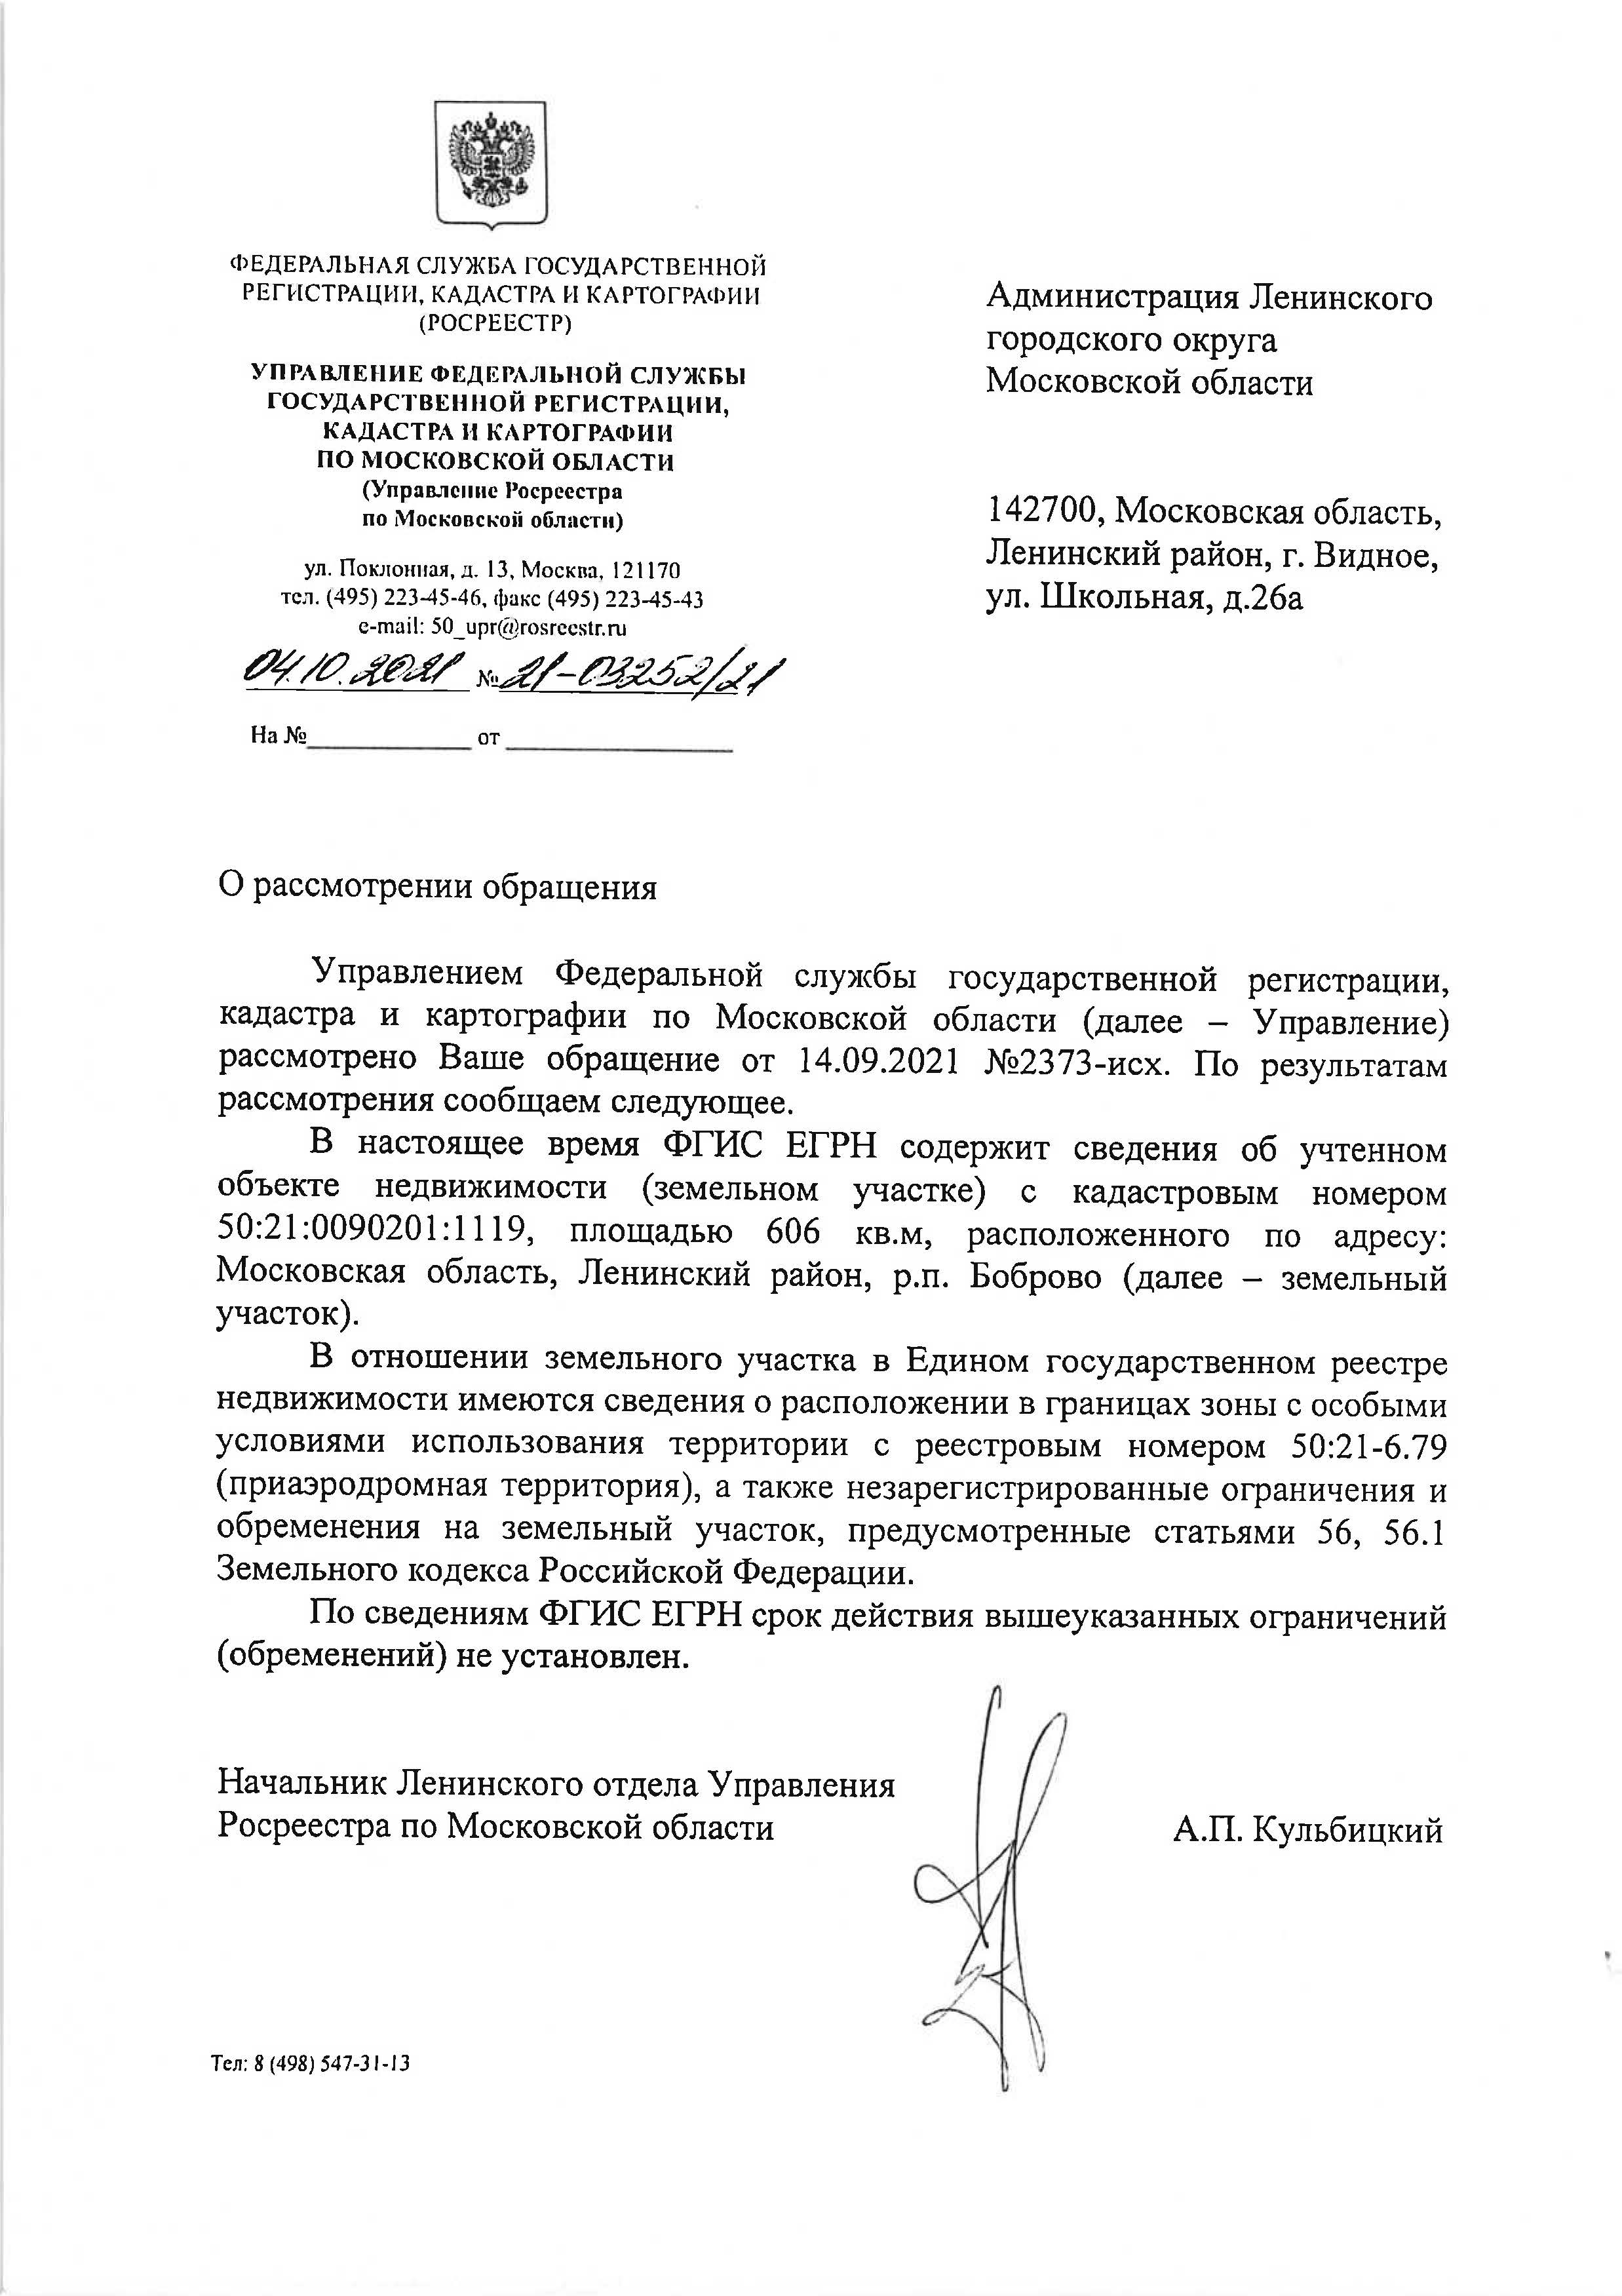 ФЕДЕРАЛЬНАЯ СЛУЖБА ГОСУДАРСТВЕННОЙ
РЕГИСТРАЦИИ, КАДАСТРА И КАРТОГРАФИИ
(РОСРЕЕСТР)
УПРАВЛЕНИЕ ФЕДЕРАЛЬНОЙ СЛУЖБЫ
ГОСУДАРСТВЕННОЙ РЕГИСТРАЦИИ,
КАДАСТРА И КАРТОГРАФИИ
ПО МОСКОВСКОЙ ОБЛАСТИ
(Управление Росреестра
по Московской области)
ул. Поклонная, д. 13, Москва, 121170
тел. (495) 223-45-46, факс (495) 223-45-43
e-mail: 50_upr@rosreestr.ru
04.10.2021 № 21-03252/21
На № от
Администрация Ленинского
городского округа
Московской области
142700, Московская область,
Ленинский район, г. Видное,
ул. Школьная, д.26а
О рассмотрении обращения
Управлением Федеральной службы государственной регистрации,
кадастра и картографии по Московской области (далее – Управление)
рассмотрено Ваше обращение от 14.09.2021 №2373-исх. По результатам
рассмотрения сообщаем следующее.
В настоящее время ФГИС ЕГРН содержит сведения об учтенном
объекте недвижимости (земельном участке) с кадастровым номером
50:21:0090201:1119, площадью 606 кв.м, расположенного по адресу:
Московская область, Ленинский район, р.п. Боброво (далее – земельный
участок).
В отношении земельного участка в Едином государственном реестре
недвижимости имеются сведения о расположении в границах зоны с особыми
условиями использования территории с реестровым номером 50:21-6.79
(приаэродромная территория), а также незарегистрированные ограничения и
обременения на земельный участок, предусмотренные статьями 56, 56.1
Земельного кодекса Российской Федерации.
По сведениям ФГИС ЕГРН срок действия вышеуказанных ограничений
(обременений) не установлен.
Начальник Ленинского отдела Управления
Росреестра по Московской области А.П. Кульбицкий
Тел: 8 (498) 547-31-13